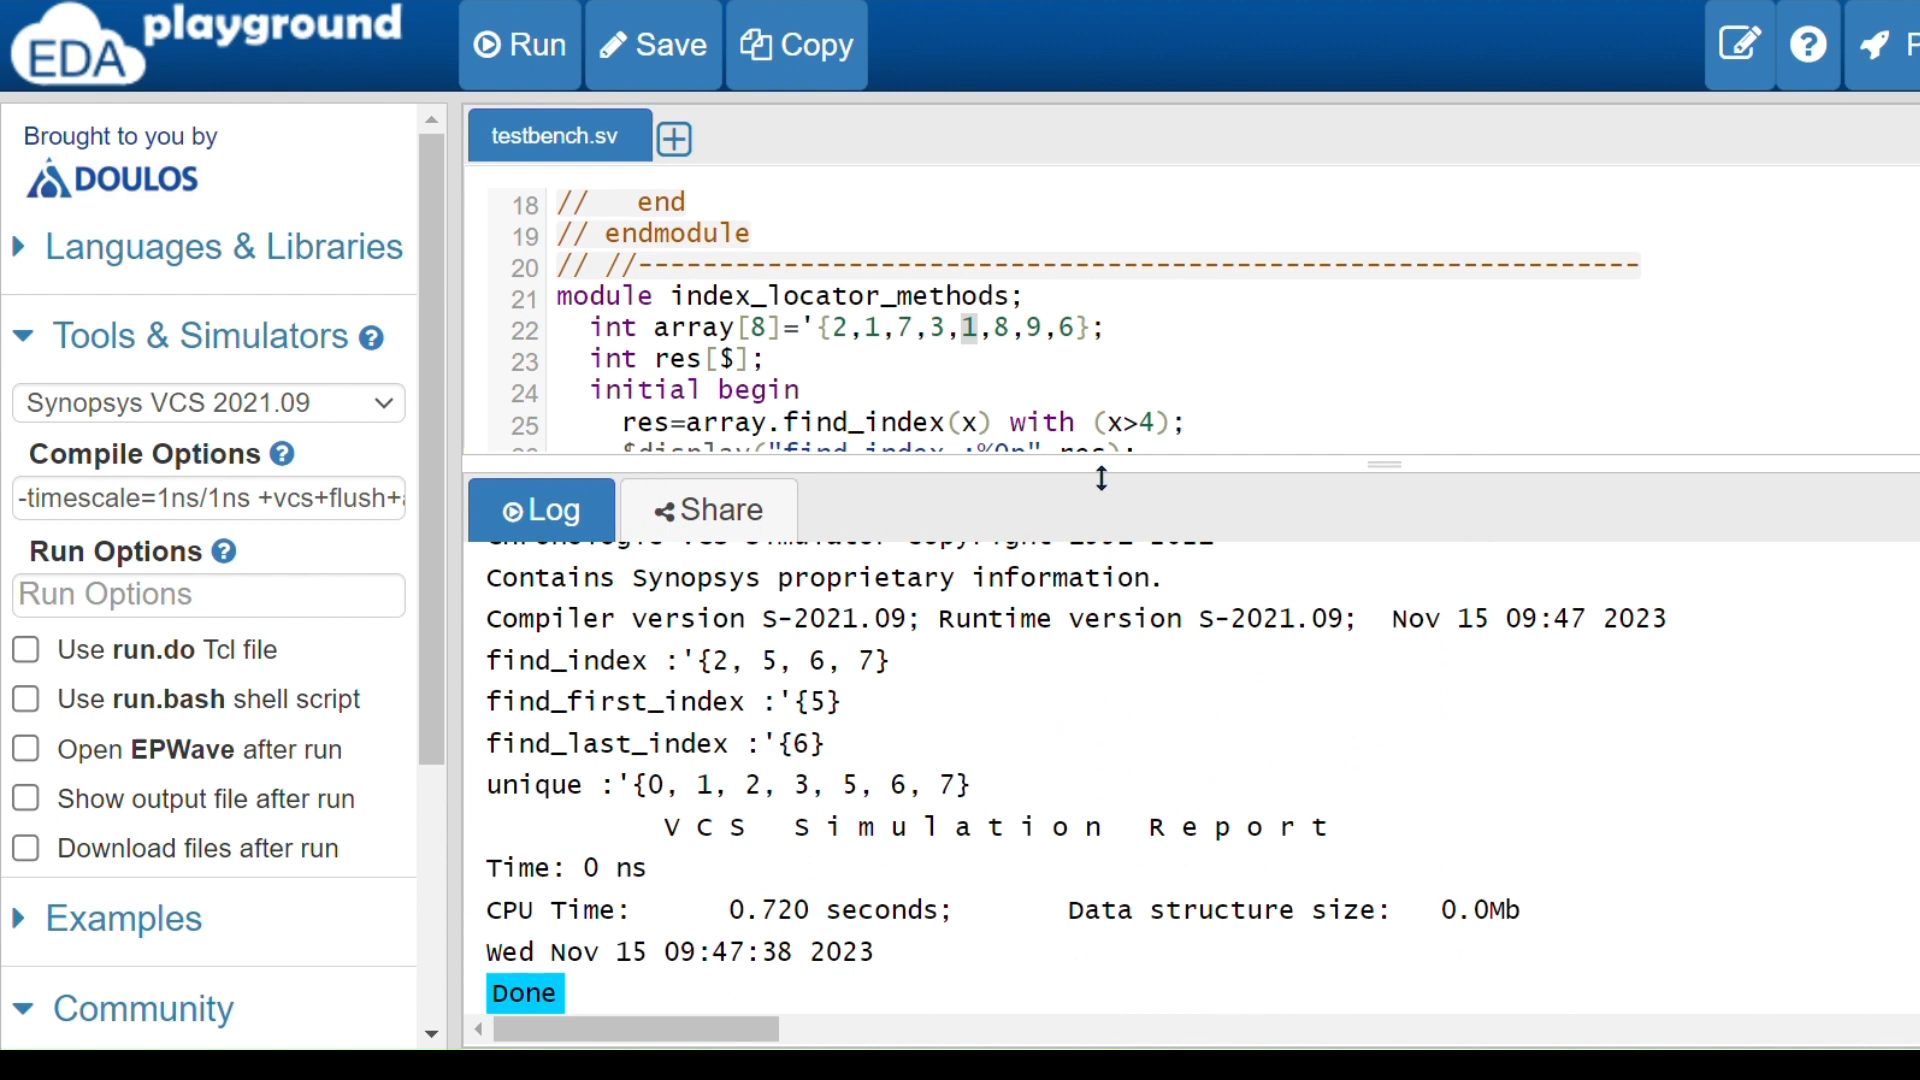 EDA playground
Run
Save
Copy
Brought to you by
DOULOS
Languages & Libraries
Tools & Simulators
Synopsys VCS 2021.09
Compile Options
-timescale=1ns/1ns +vcs+flush+
Run Options
Run Options
Use run.do Tcl file
Use run.bash shell script
Open EPWave after run
Show output file after run
Download files after run
Examples
Community
testbench.sv
18 //   end
19 // endmodule
20 // //--------------------------------------------------------------
21 module index_locator_methods;
22   int array[8]='{2,1,7,3,1,8,9,6};
23   int res[$];
24   initial begin
25     res=array.find_index(x) with (x>4);
$display("find_index :%0p" res);
Log
Share
Contains Synopsys proprietary information.
Compiler version S-2021.09; Runtime version S-2021.09;  Nov 15 09:47 2023
find_index :'{2, 5, 6, 7}
find_first_index :'{5}
find_last_index :'{6}
unique :'{0, 1, 2, 3, 5, 6, 7}
V C S   S i m u l a t i o n   R e p o r t
Time: 0 ns
CPU Time:      0.720 seconds;       Data structure size:   0.0Mb
Wed Nov 15 09:47:38 2023
Done